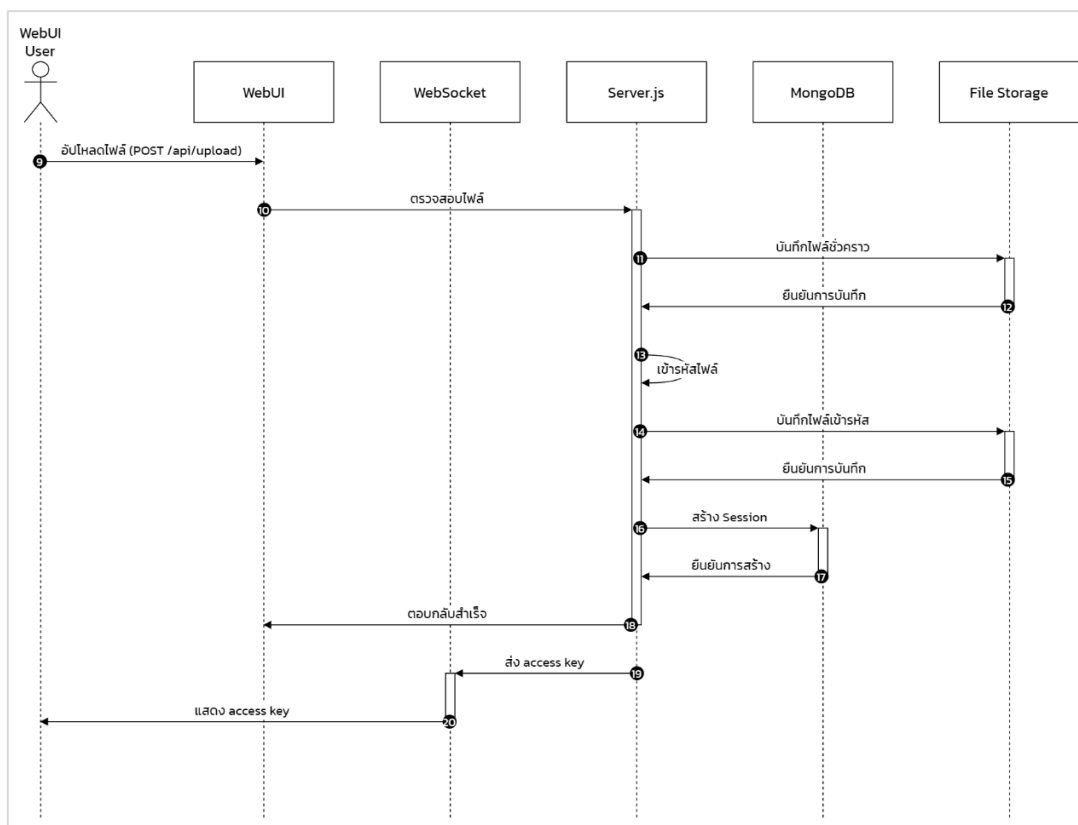 WebUI
User
WebUI
WebSocket
Server.js
MongoDB
File Storage
9 อัปโหลดไฟล์ (POST /api/upload)
10 ตรวจสอบไฟล์
11 บันทึกไฟล์ชั่วคราว
ยืนยันการบันทึก 12
13 เข้ารหัสไฟล์
14 บันทึกไฟล์เข้ารหัส
ยืนยันการบันทึก 15
16 สร้าง Session
ยืนยันการสร้าง 17
ตอบกลับสำเร็จ 18
ส่ง access key 19
แสดง access key 20